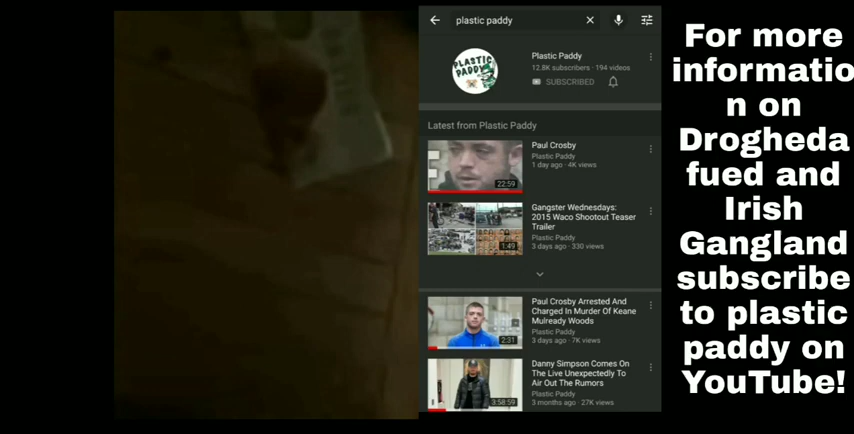 plastic paddy
PLASTIC
PADDY
Plastic Paddy
12.8K subscribers · 194 videos
SUBSCRIBED
Latest from Plastic Paddy
Paul Crosby
Plastic Paddy
1 day ago · 4K views
22:59
Gangster Wednesdays:
2015 Waco Shootout Teaser
Trailer
Plastic Paddy
3 days ago · 330 views
1:49
Paul Crosby Arrested And
Charged In Murder Of Keane
Mulready Woods
Plastic Paddy
3 days ago · 7K views
2:31
Danny Simpson Comes On
The Live Unexpectedly To
Air Out The Rumors
Plastic Paddy
3 months ago · 27K views
3:58:59
For more
informatio
n on
Drogheda
fued and
Irish
Gangland
subscribe
to plastic
paddy on
YouTube!